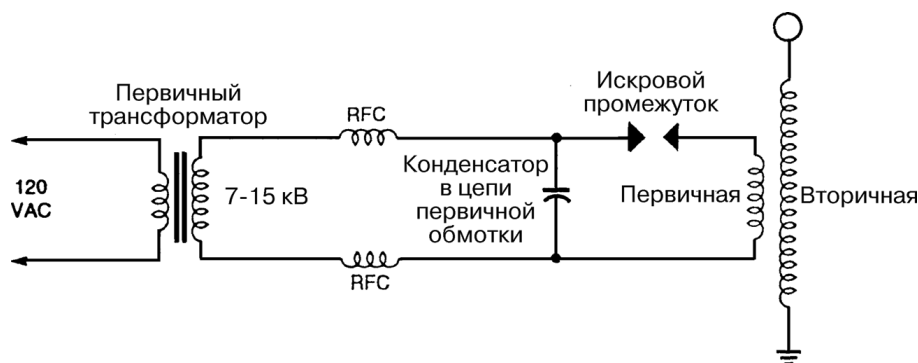 Первичный
трансформатор
120
VAC
7-15 кВ
RFC
RFC
Конденсатор
в цепи
первичной
обмотки
Искровой
промежуток
Первичная
Вторичная